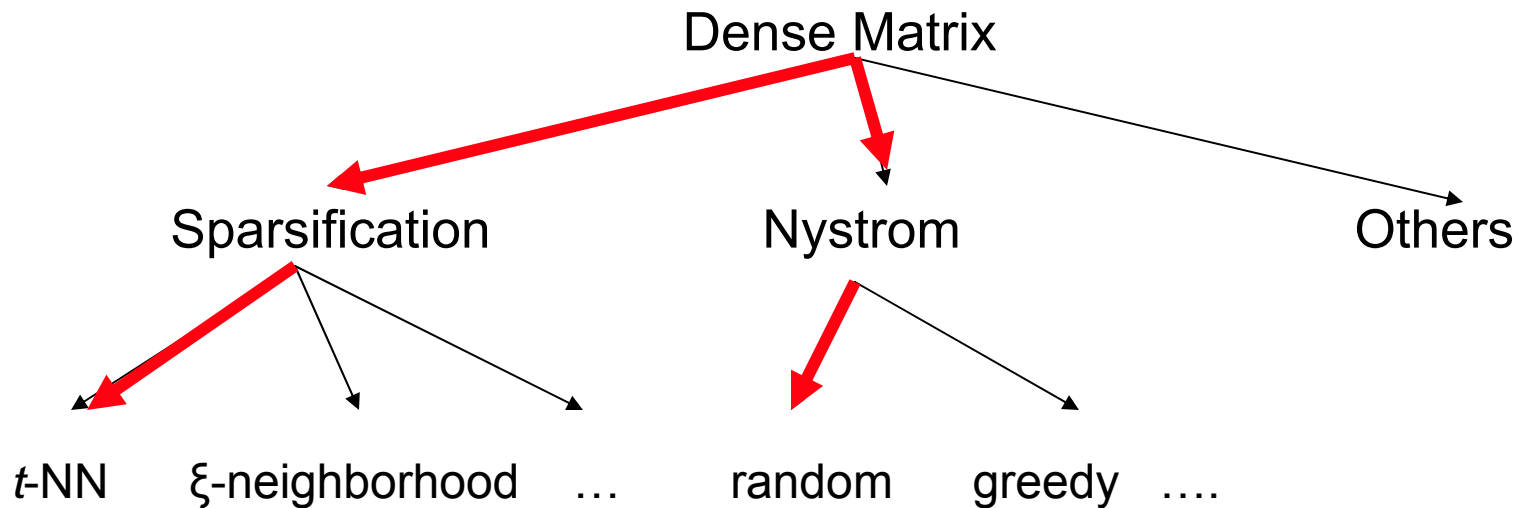 Dense Matrix
Sparsification Nystrom Others
t-NN ξ-neighborhood … random greedy ….